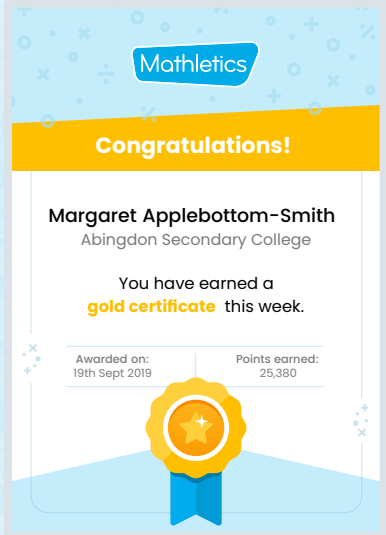 Mathletics
Congratulations!
Margaret Applebottom-Smith
Abingdon Secondary College
You have earned a
gold certificate this week.
Awarded on:
19th Sept 2019
Points earned:
25,380